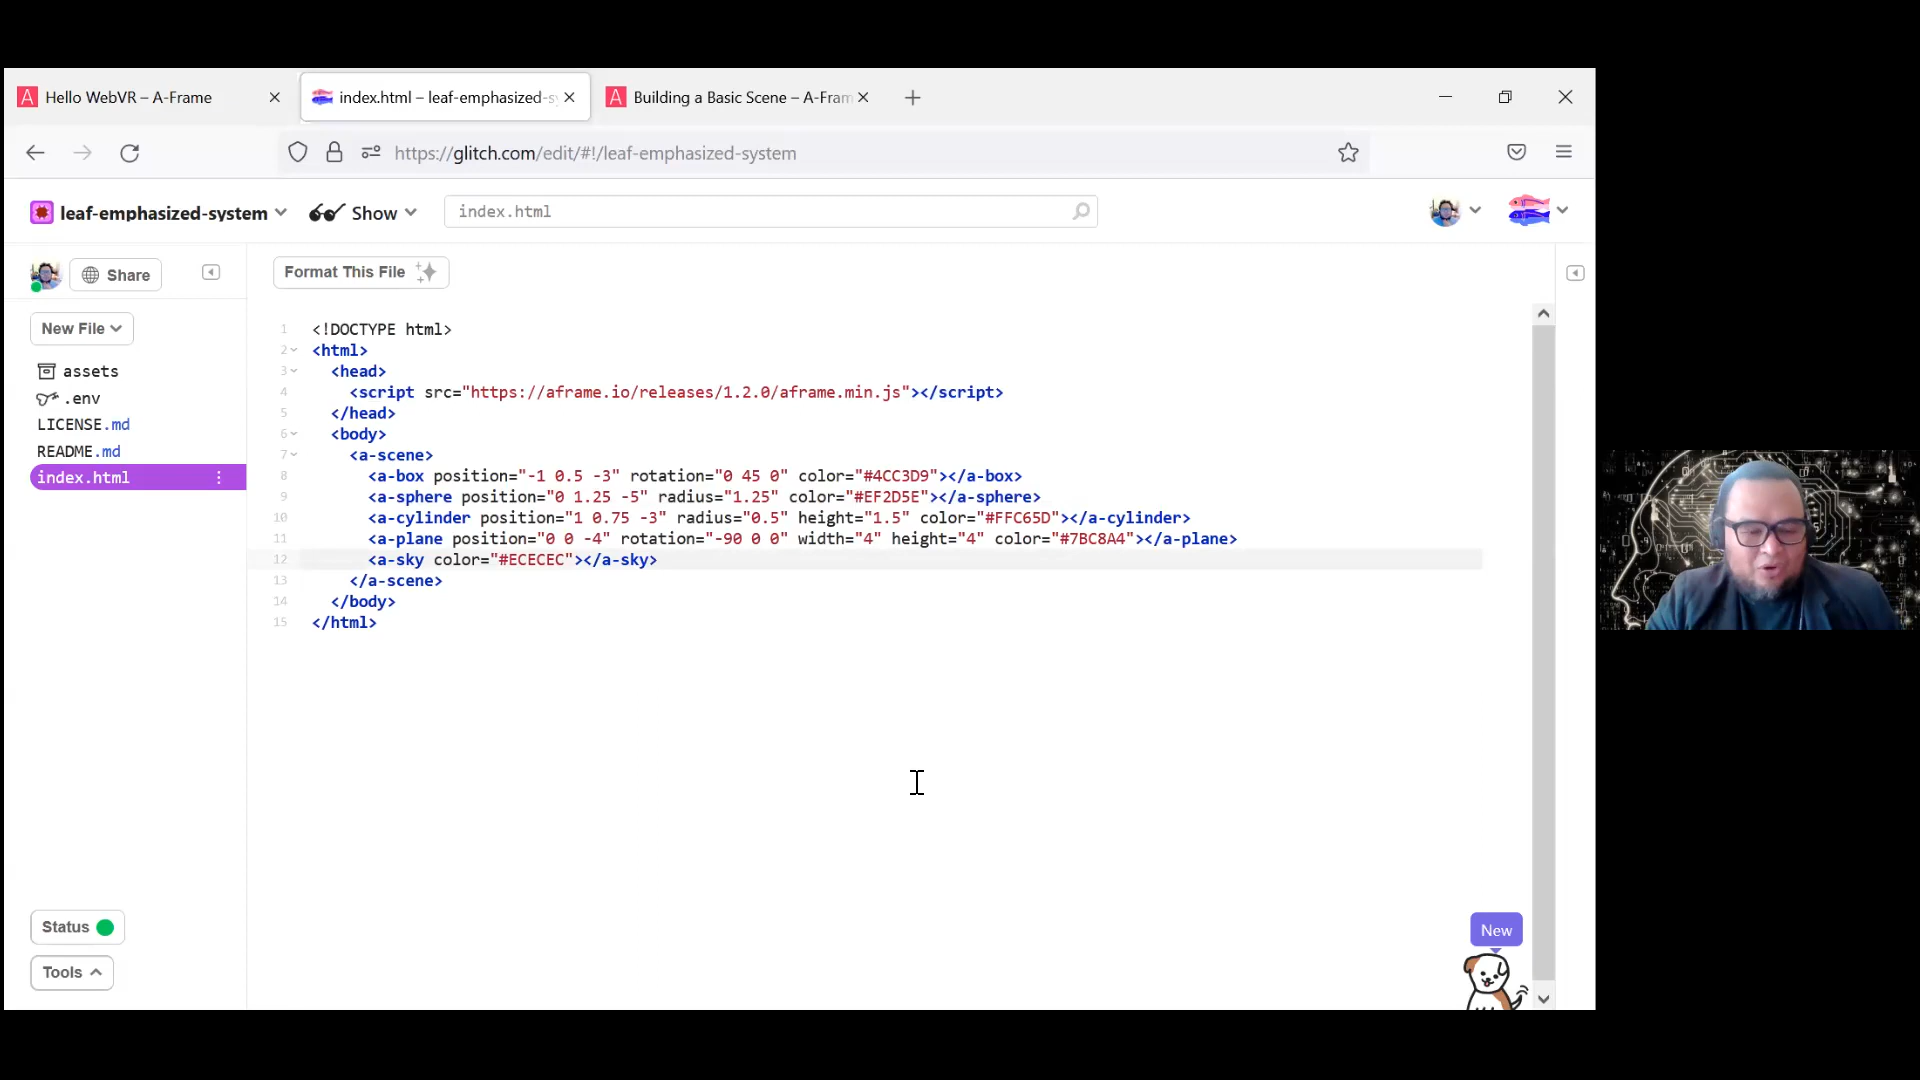 Hello WebVR – A-Frame
index.html – leaf-emphasized-s
Building a Basic Scene – A-Fram
https://glitch.com/edit/#!/leaf-emphasized-system
leaf-emphasized-system
Show
index.html
Share
Format This File
New File
assets
.env
LICENSE.md
README.md
index.html
1 <!DOCTYPE html>
2 <html>
3 <head>
4 <script src="https://aframe.io/releases/1.2.0/aframe.min.js"></script>
5 </head>
6 <body>
7 <a-scene>
8 <a-box position="-1 0.5 -3" rotation="0 45 0" color="#4CC3D9"></a-box>
9 <a-sphere position="0 1.25 -5" radius="1.25" color="#EF2D5E"></a-sphere>
10 <a-cylinder position="1 0.75 -3" radius="0.5" height="1.5" color="#FFC65D"></a-cylinder>
11 <a-plane position="0 0 -4" rotation="-90 0 0" width="4" height="4" color="#7BC8A4"></a-plane>
12 <a-sky color="#ECECEC"></a-sky>
13 </a-scene>
14 </body>
15 </html>
Status
Tools
New